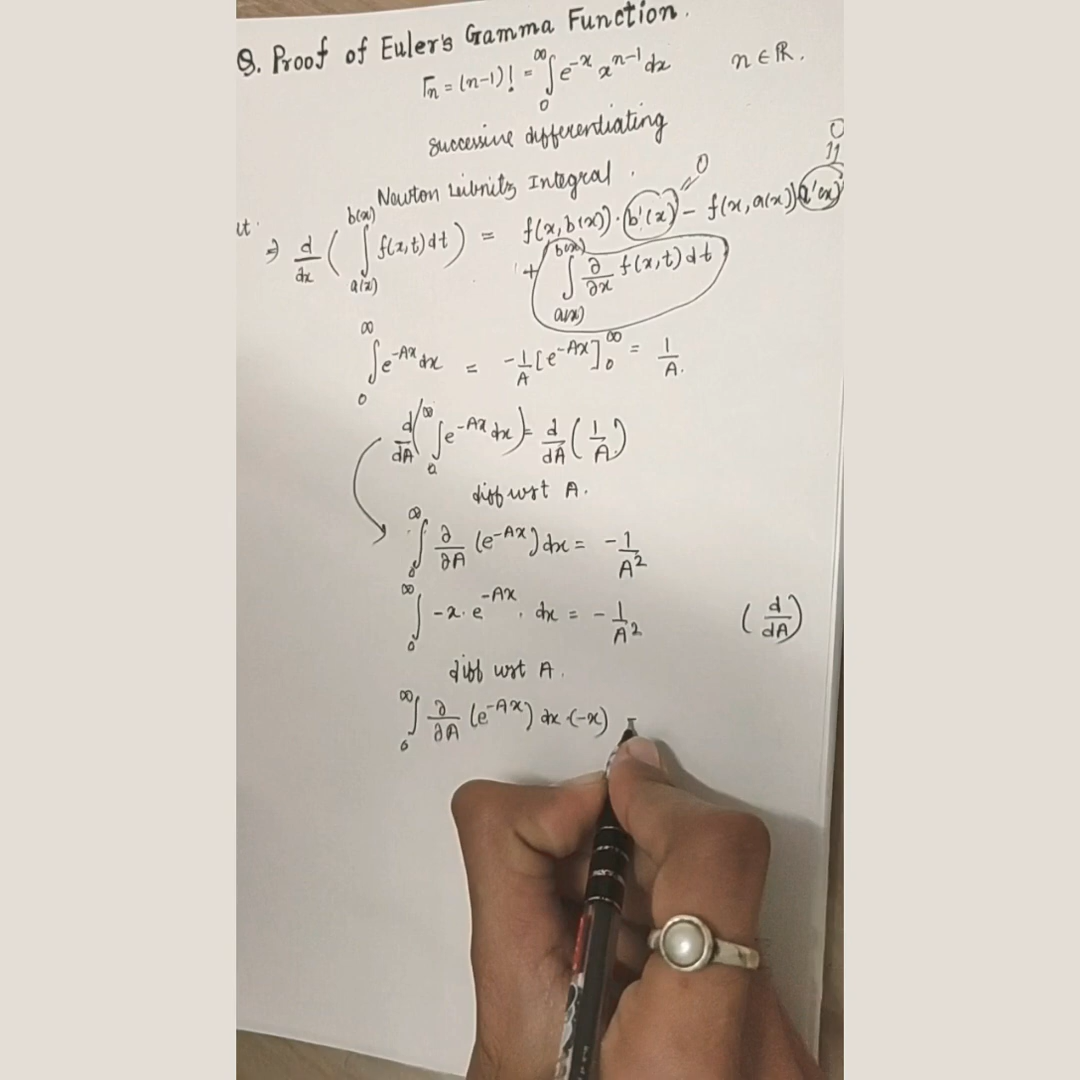 Q. Proof of Euler's Gamma Function.
Γn = (n-1)! = ∫₀^∞ e^{-x} x^{n-1} dx n ∈ ℝ.
successive differentiating
Newton Leibnitz Integral.
⇒ d/dx ( ∫_{a(x)}^{b(x)} f(x,t) dt ) = f(x,b(x)) · b'(x) = 0 - f(x,a(x)) a'(x) = 0
+ ∫_{a(x)}^{b(x)} ∂/∂x f(x,t) dt
∫₀^∞ e^{-Ax} dx = -1/A [e^{-Ax}]₀^∞ = 1/A.
d/dA ( ∫₀^∞ e^{-Ax} dx ) = d/dA (1/A)
diff wrt A.
∫₀^∞ ∂/∂A (e^{-Ax}) dx = -1/A²
∫₀^∞ -x. e^{-Ax} . dx = -1/A² (d/dA)
diff wrt A.
∫₀^∞ ∂/∂A (e^{-Ax}) dx · (-x)